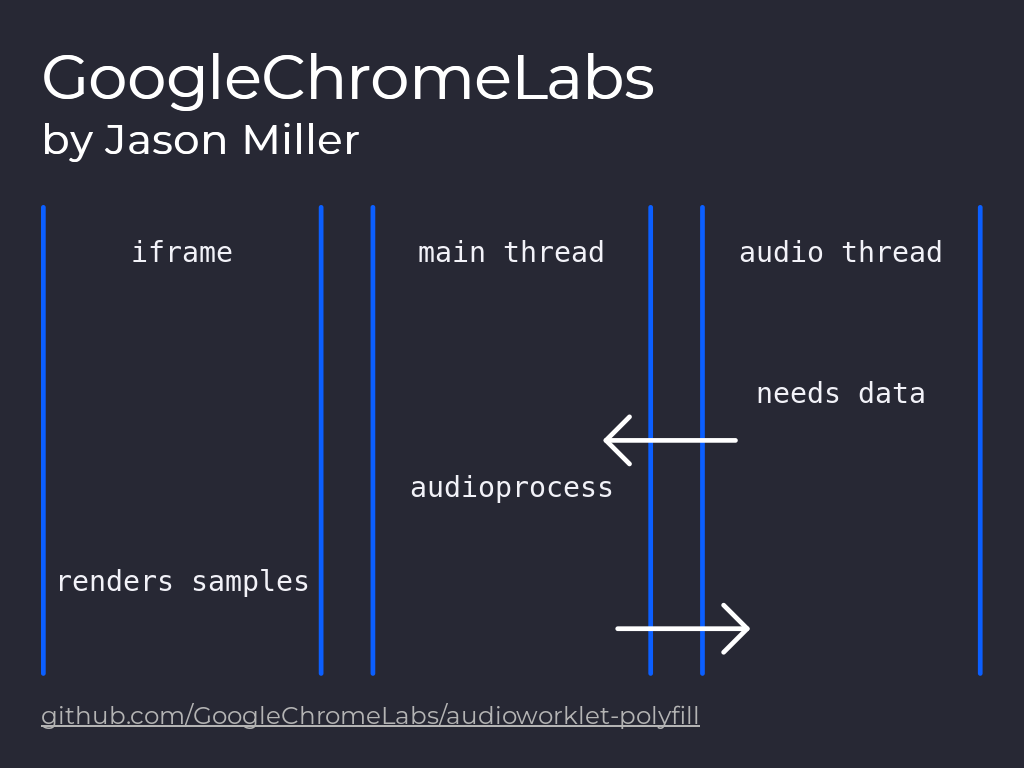 GoogleChromeLabs
by Jason Miller
iframe
main thread
audio thread
needs data
audioprocess
renders samples
github.com/GoogleChromeLabs/audioworklet-polyfill